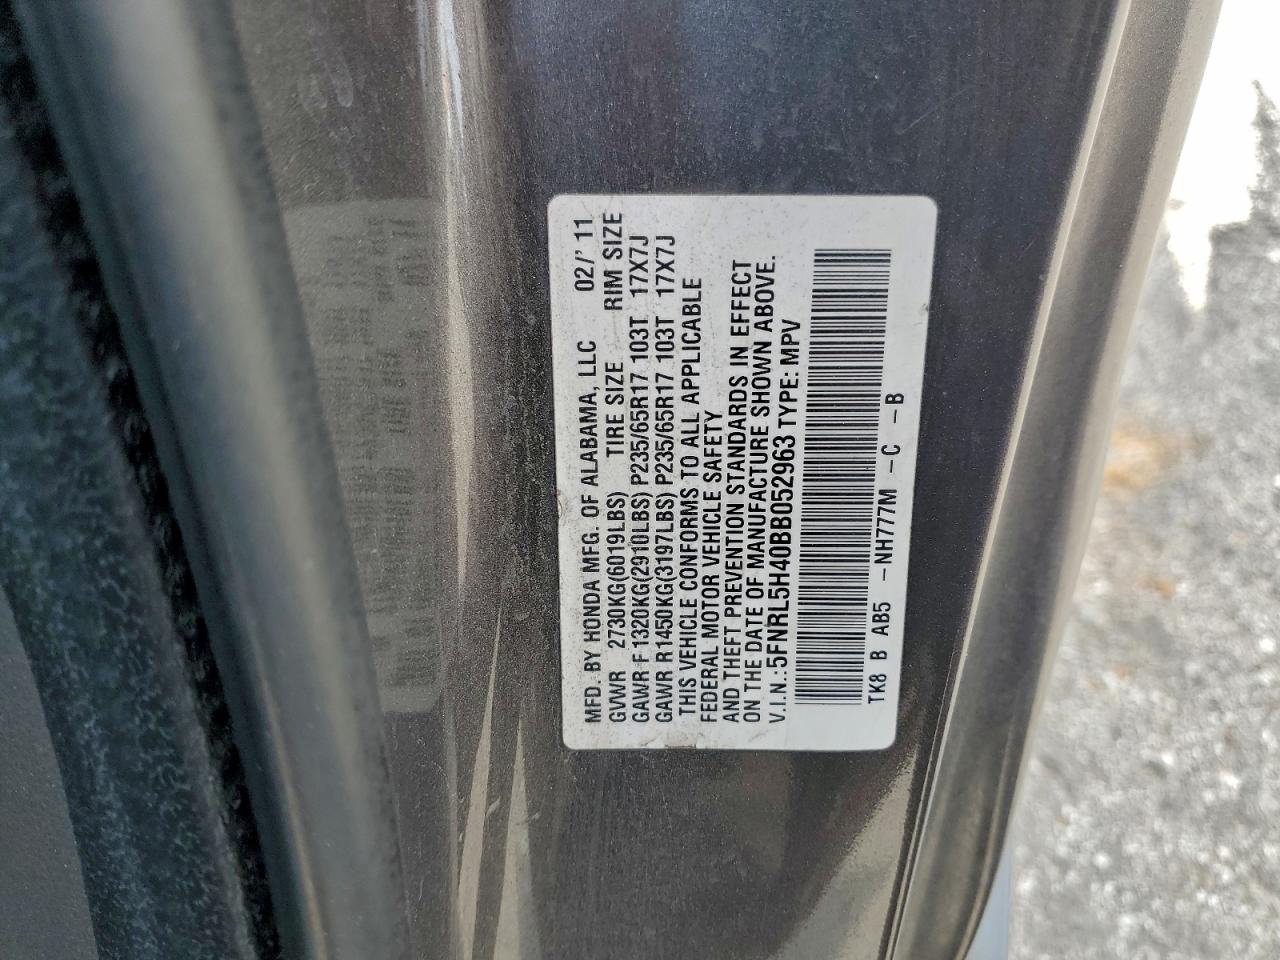 MFD. BY HONDA MFG. OF ALABAMA, LLC 02/' 11
GVWR 2730KG(6019LBS) TIRE SIZE RIM SIZE
GAWR F 1320KG(2910LBS) P235/65R17 103T 17X7J
GAWR R1450KG(3197LBS) P235/65R17 103T 17X7J
THIS VEHICLE CONFORMS TO ALL APPLICABLE
FEDERAL MOTOR VEHICLE SAFETY
AND THEFT PREVENTION STANDARDS IN EFFECT
ON THE DATE OF MANUFACTURE SHOWN ABOVE.
V.I.N.:5FNRL5H40BB052963 TYPE: MPV
TK8 B AB5 -NH777M -C -B